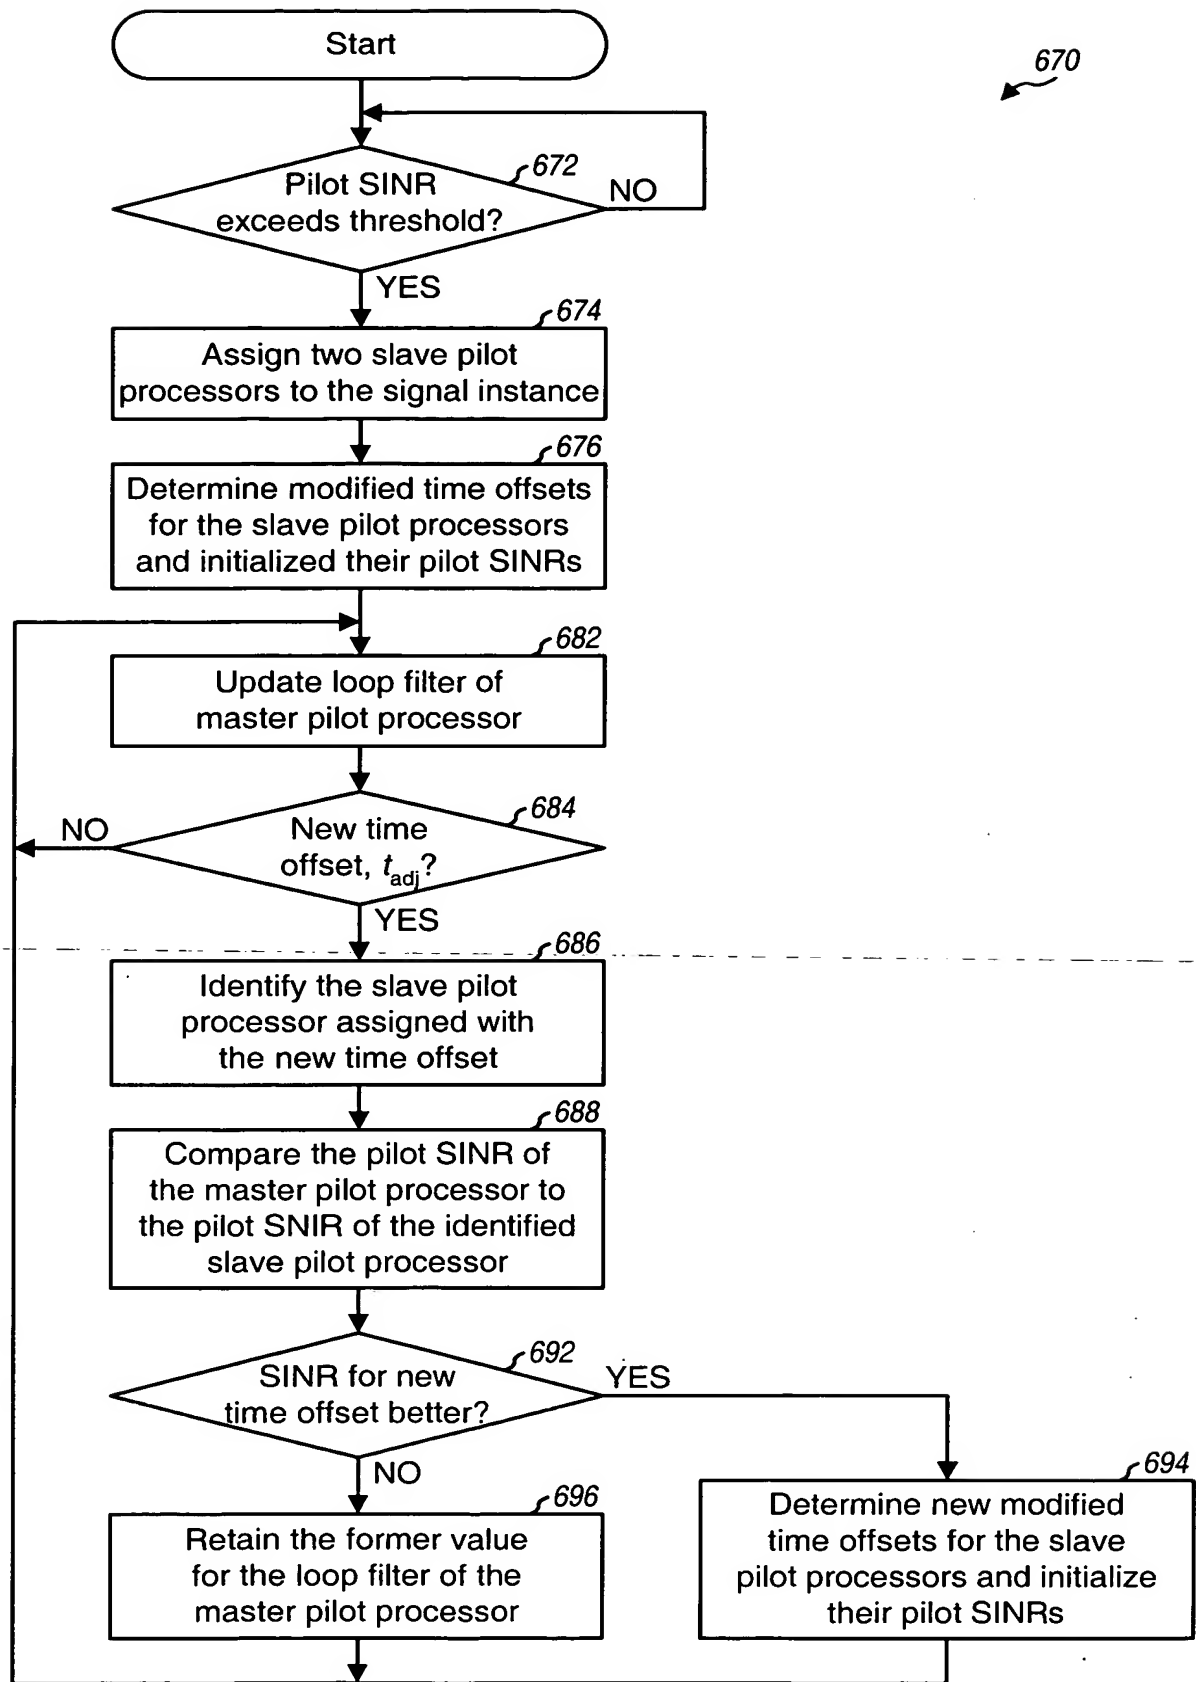 Start
670
672
Pilot SINR
exceeds threshold?
NO
YES
674
Assign two slave pilot
processors to the signal instance
676
Determine modified time offsets
for the slave pilot processors
and initialized their pilot SINRs
682
Update loop filter of
master pilot processor
684
New time
offset, tadj?
NO
YES
686
Identify the slave pilot
processor assigned with
the new time offset
688
Compare the pilot SINR of
the master pilot processor to
the pilot SNIR of the identified
slave pilot processor
692
SINR for new
time offset better?
YES
NO
696
Retain the former value
for the loop filter of the
master pilot processor
694
Determine new modified
time offsets for the slave
pilot processors and initialize
their pilot SINRs